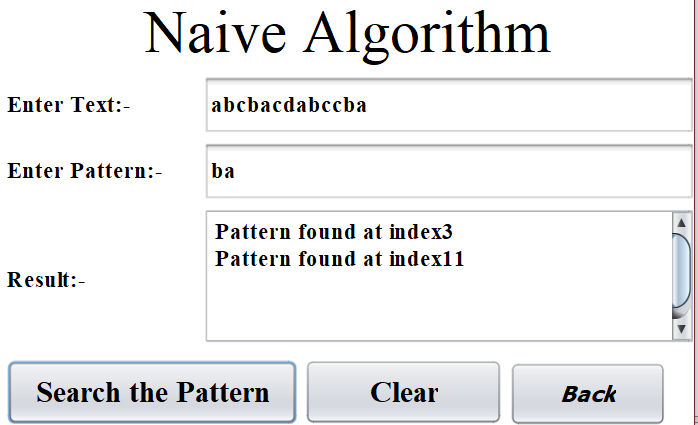 Naive Algorithm
Enter Text:- abcbacdabccba
Enter Pattern:- ba
Pattern found at index3
Pattern found at index11
Result:-
Search the Pattern Clear Back